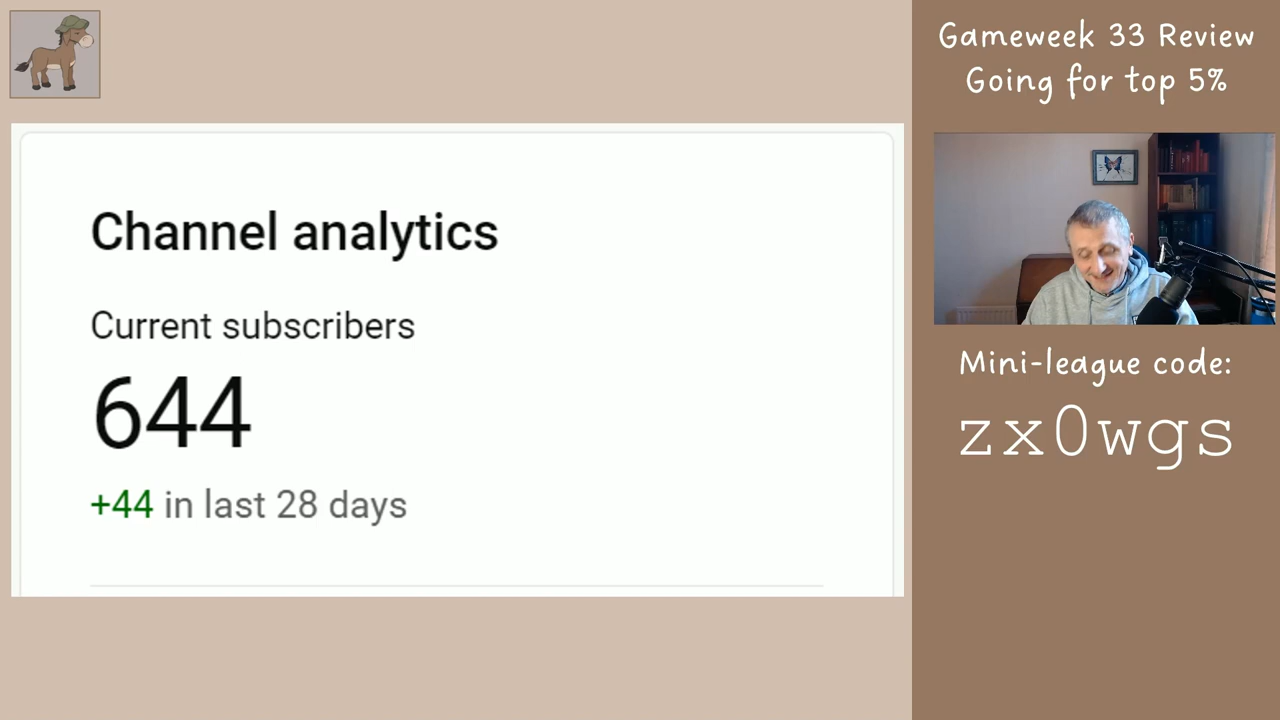 Gameweek 33 Review
Going for top 5%
Channel analytics
Current subscribers
644
+44 in last 28 days
Mini-league code:
zx0wgs